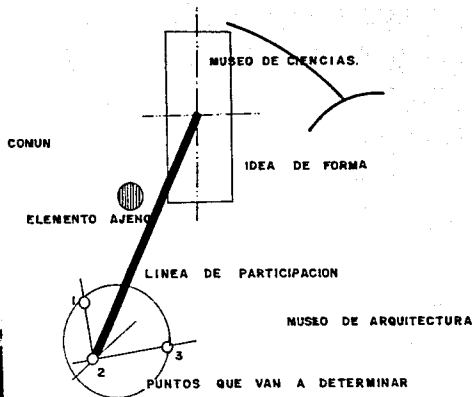 MUSEO DE CIENCIAS.
COMUN
IDEA DE FORMA
ELEMENTO AJENO
LINEA DE PARTICIPACION
1
MUSEO DE ARQUITECTURA
3
2
PUNTOS QUE VAN A DETERMINAR